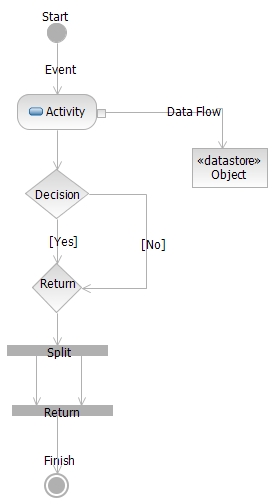 Start
Event
Activity
Data Flow
«datastore»
Object
Decision
[Yes]
[No]
Return
Split
Return
Finish